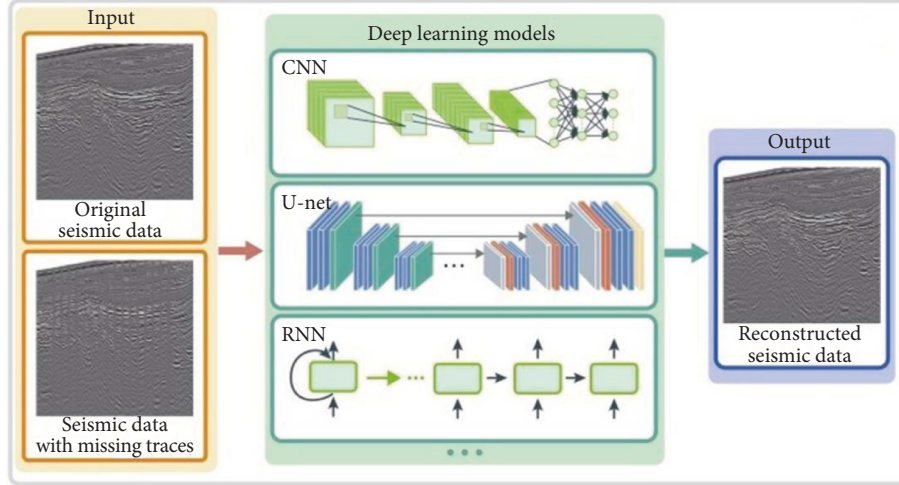 Input
Original
seismic data
Seismic data
with missing traces
Deep learning models
CNN
U-net
...
RNN
...
...
Output
Reconstructed
seismic data